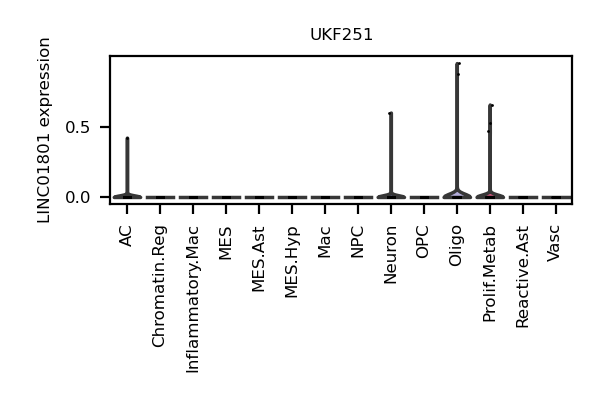 UKF251
LINC01801 expression
0.5
0.0
AC
Chromatin.Reg
Inflammatory.Mac
MES
MES.Ast
MES.Hyp
Mac
NPC
Neuron
OPC
Oligo
Prolif.Metab
Reactive.Ast
Vasc